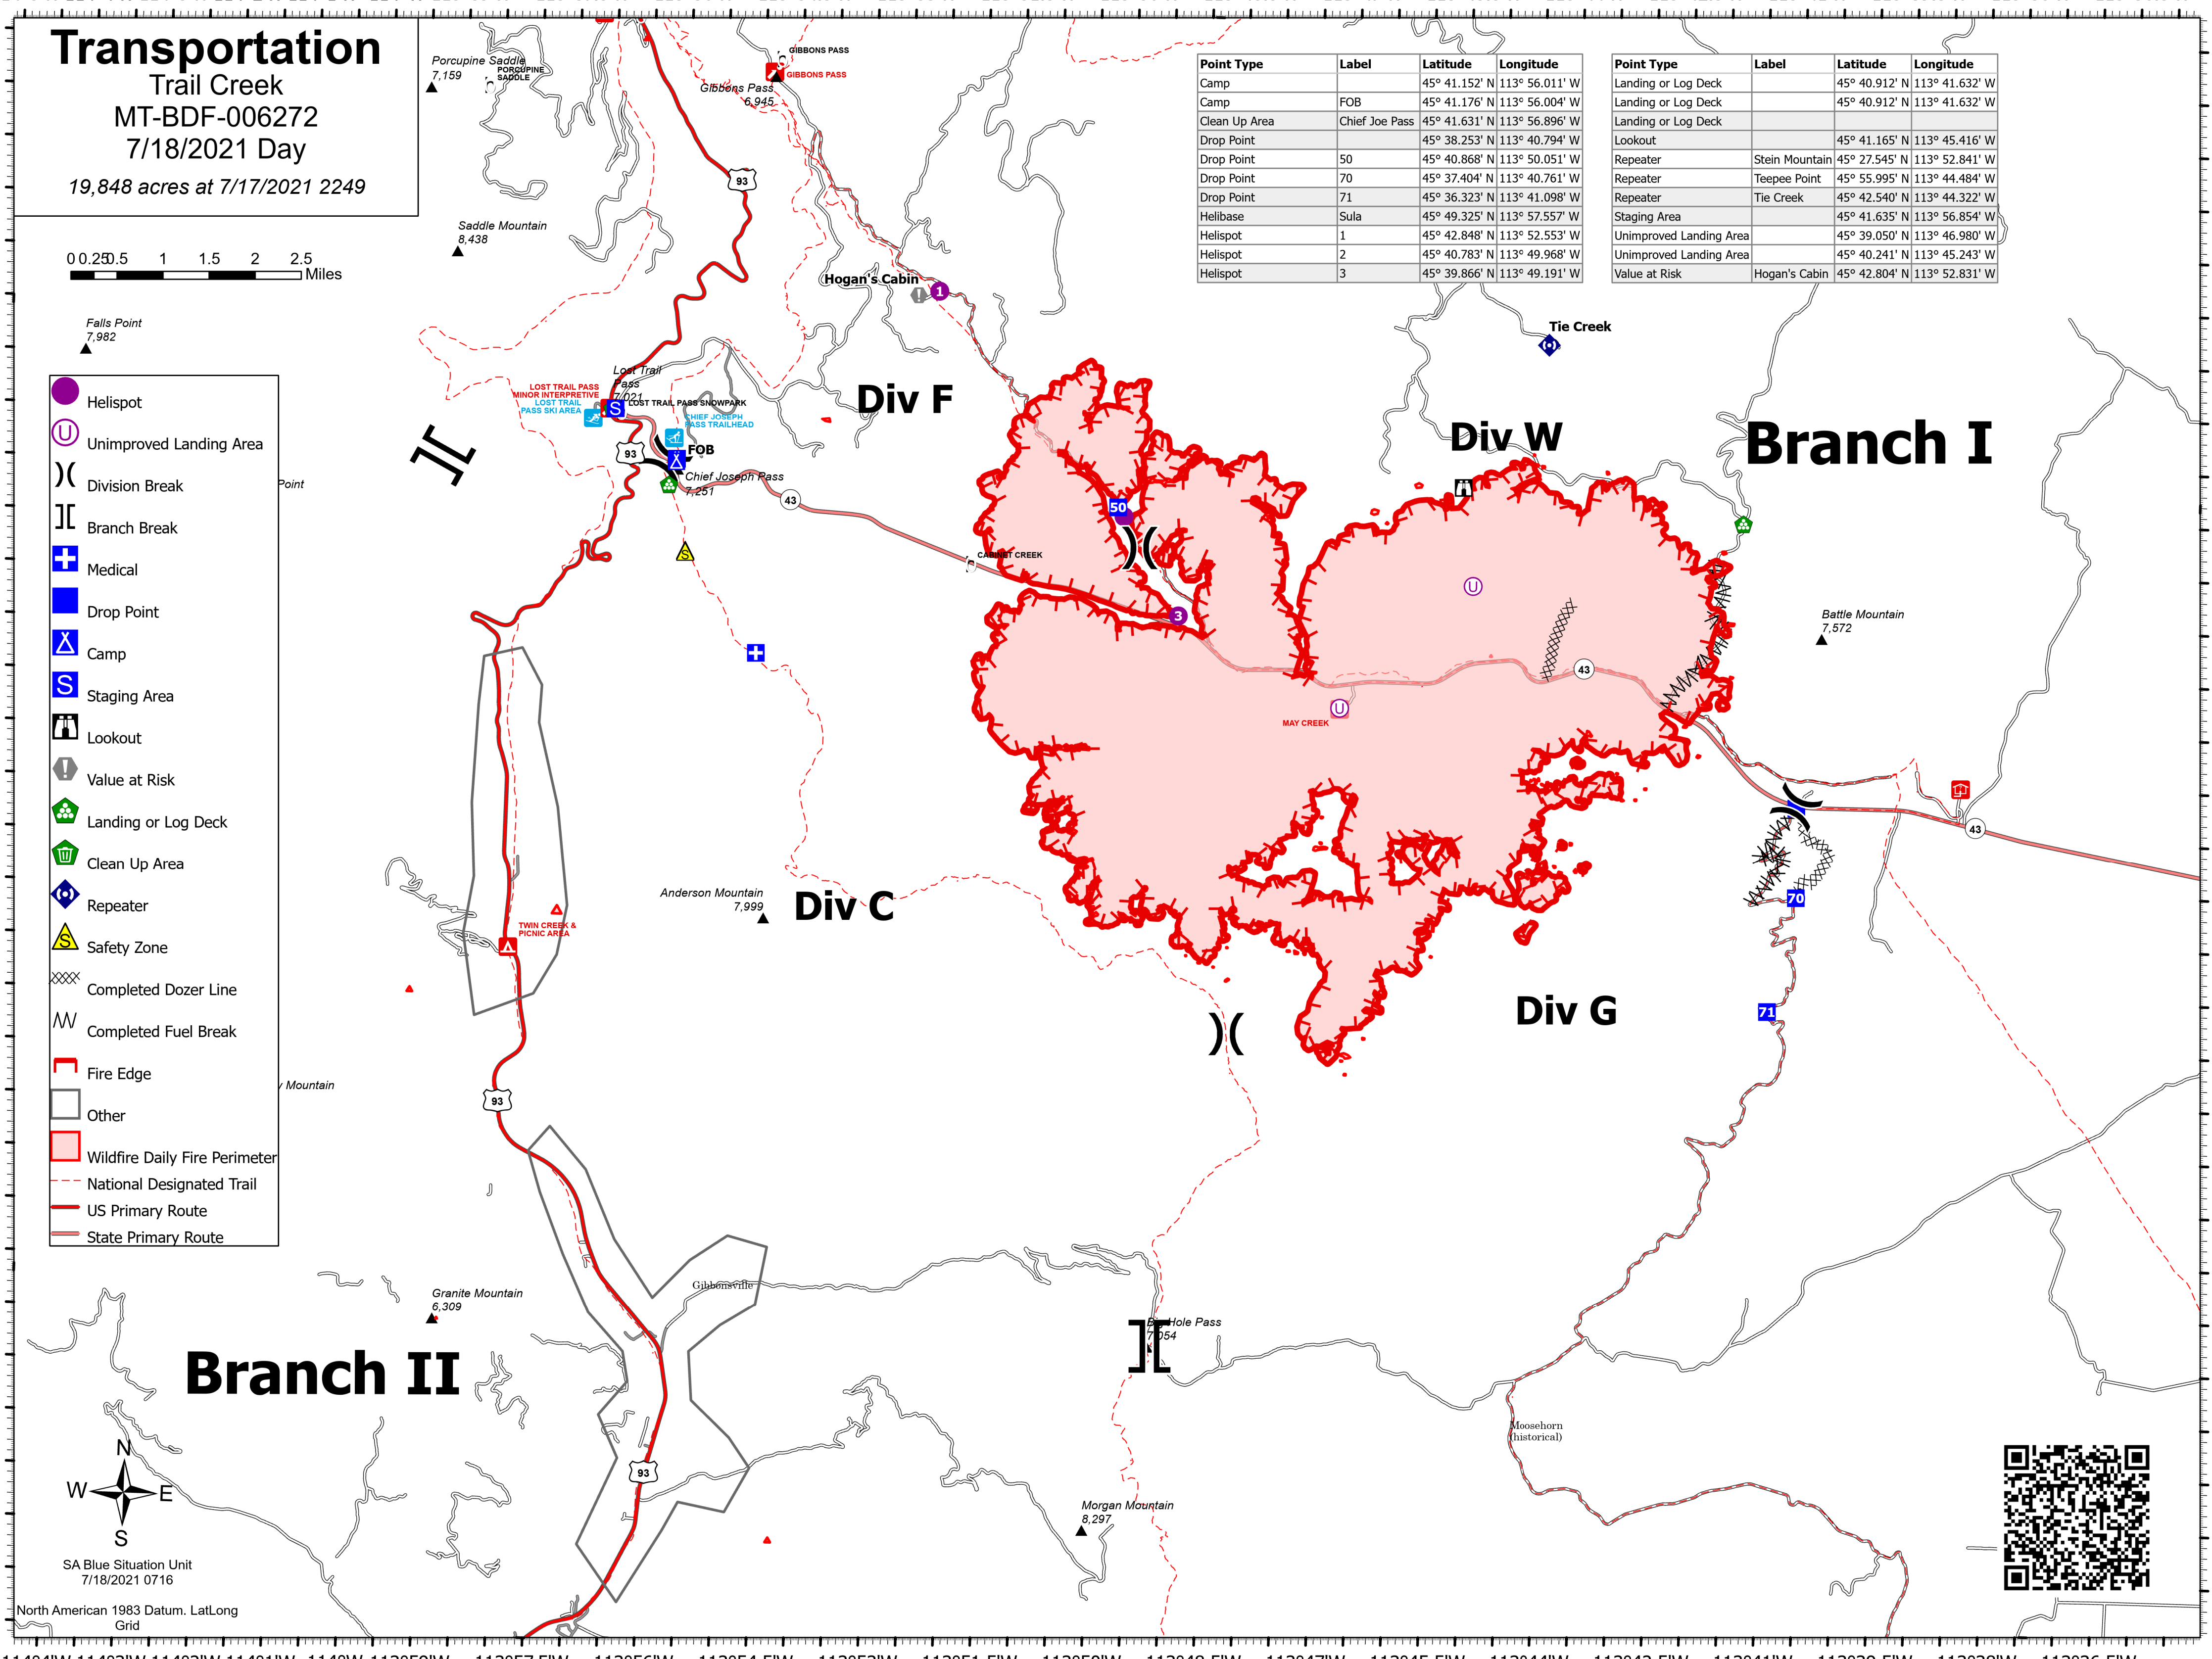 Transportation
Trail Creek
MT-BDF-006272
7/18/2021 Day
19,848 acres at 7/17/2021 2249
0 0.25 0.5 1 1.5 2 2.5
Miles
Point Type Label Latitude Longitude
Camp 45° 41.152' N 113° 56.011' W
Camp FOB 45° 41.176' N 113° 56.004' W
Clean Up Area Chief Joe Pass 45° 41.631' N 113° 56.896' W
Drop Point 45° 38.253' N 113° 40.794' W
Drop Point 50 45° 40.868' N 113° 50.051' W
Drop Point 70 45° 37.404' N 113° 40.761' W
Drop Point 71 45° 36.323' N 113° 41.098' W
Helibase Sula 45° 49.325' N 113° 57.557' W
Helispot 1 45° 42.848' N 113° 52.553' W
Helispot 2 45° 40.783' N 113° 49.968' W
Helispot 3 45° 39.866' N 113° 49.191' W
Point Type Label Latitude Longitude
Landing or Log Deck 45° 40.912' N 113° 41.632' W
Landing or Log Deck 45° 40.912' N 113° 41.632' W
Landing or Log Deck
Lookout 45° 41.165' N 113° 45.416' W
Repeater Stein Mountain 45° 27.545' N 113° 52.841' W
Repeater Teepee Point 45° 55.995' N 113° 44.484' W
Repeater Tie Creek 45° 42.540' N 113° 44.322' W
Staging Area 45° 41.635' N 113° 56.854' W
Unimproved Landing Area 45° 39.050' N 113° 46.980' W
Unimproved Landing Area 45° 40.241' N 113° 45.243' W
Value at Risk Hogan's Cabin 45° 42.804' N 113° 52.831' W
Porcupine Saddle
7,159
PORCUPINE
SADDLE
GIBBONS PASS
GIBBONS PASS
Gibbons Pass
6,945
93
Saddle Mountain
8,438
Hogan's Cabin
1
Falls Point
7,982
Tie Creek
Helispot
U
Unimproved Landing Area
Division Break
Branch Break
Medical
Drop Point
Camp
S
Staging Area
Lookout
Value at Risk
Landing or Log Deck
Clean Up Area
Repeater
S
Safety Zone
Completed Dozer Line
Completed Fuel Break
Fire Edge
Other
Wildfire Daily Fire Perimeter
National Designated Trail
US Primary Route
State Primary Route
Point
Lost Trail
Pass
7,021
LOST TRAIL PASS
MINOR INTERPRETIVE
LOST TRAIL
PASS SKI AREA
S
LOST TRAIL PASS SNOWPARK
CHIEF JOSEPH
PASS TRAILHEAD
93
FOB
Chief Joseph Pass
7,251
43
Div F
Div W
Branch I
50
CABINET CREEK
S
3
U
Battle Mountain
7,572
43
U
MAY CREEK
43
Anderson Mountain
7,999
Div C
70
TWIN CREEK &
PICNIC AREA
Div G
71
y Mountain
93
Gibbonsville
Granite Mountain
6,309
Big Hole Pass
7,054
Branch II
Moosehorn
(historical)
93
Morgan Mountain
8,297
N
W E
S
SA Blue Situation Unit
7/18/2021 0716
North American 1983 Datum. LatLong
Grid